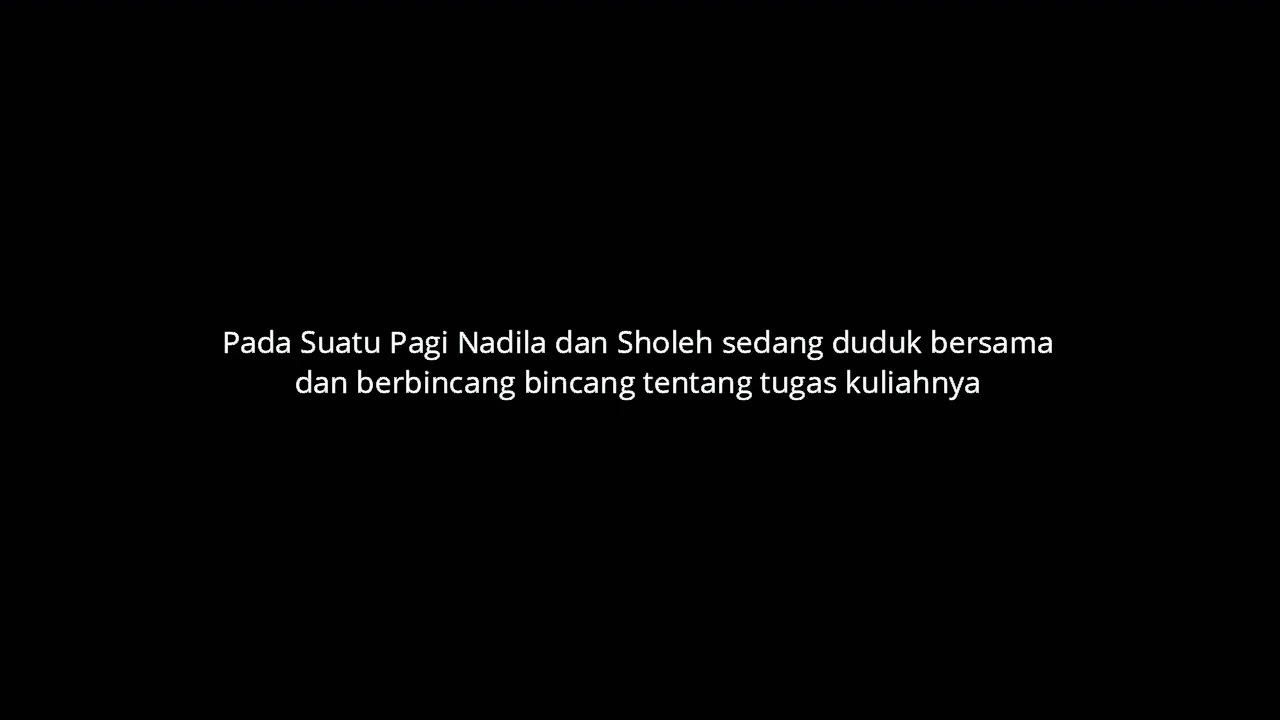 Pada Suatu Pagi Nadila dan Sholeh sedang duduk bersama
dan berbincang bincang tentang tugas kuliahnya